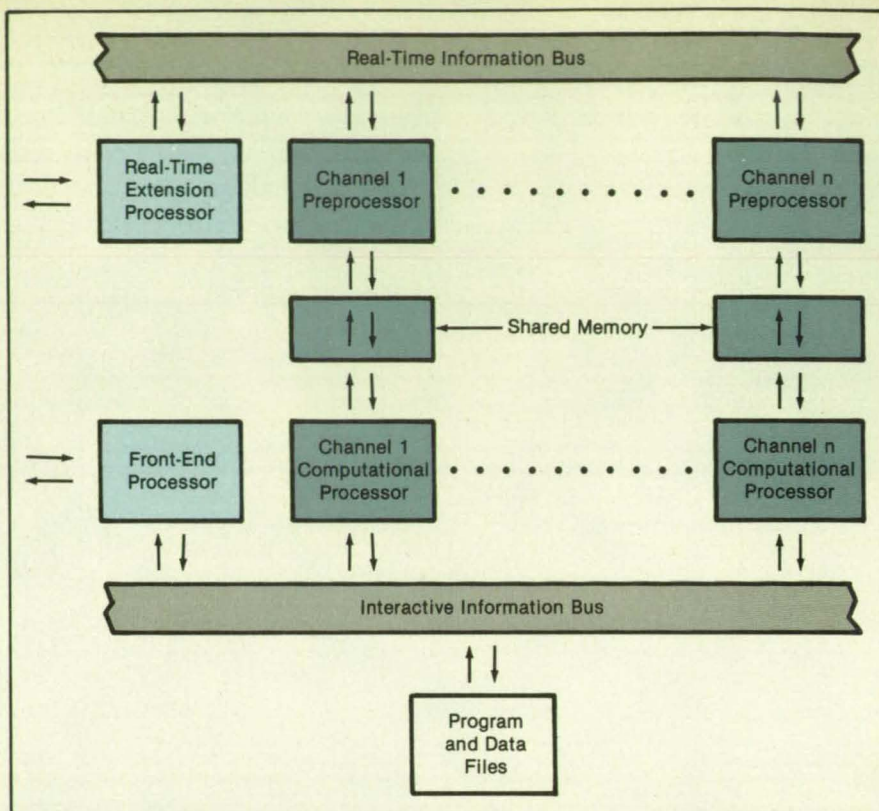 Real-Time Information Bus
Real-Time
Extension
Processor
Channel 1
Preprocessor
Channel n
Preprocessor
Shared Memory
Front-End
Processor
Channel 1
Computational
Processor
Channel n
Computational
Processor
Interactive Information Bus
Program
and Data
Files